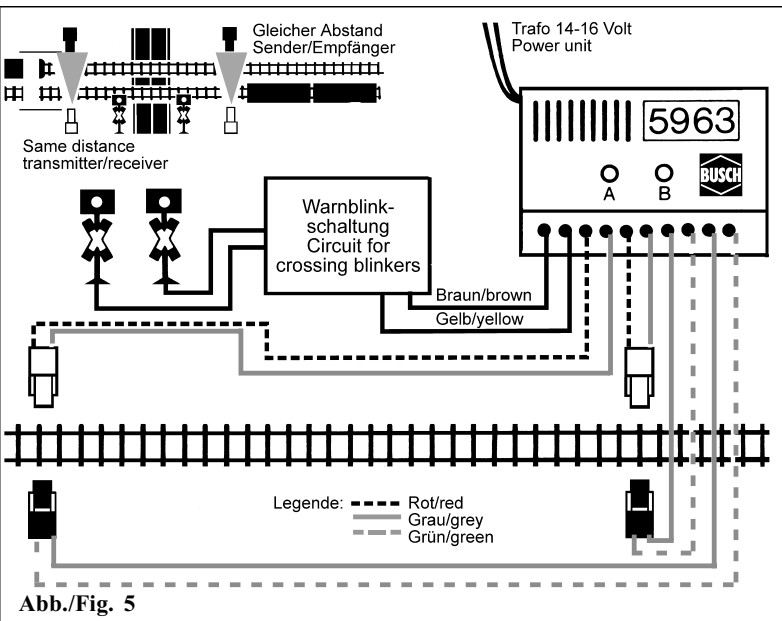 Gleicher Abstand
Sender/Empfänger
Trafo 14-16 Volt
Power unit
5963
Same distance
transmitter/receiver
A
B
BUSCH
Warnblink-
schaltung
Circuit for
crossing blinkers
Braun/brown
Gelb/yellow
Legende:
Rot/red
Grau/grey
Grün/green
Abb./Fig. 5